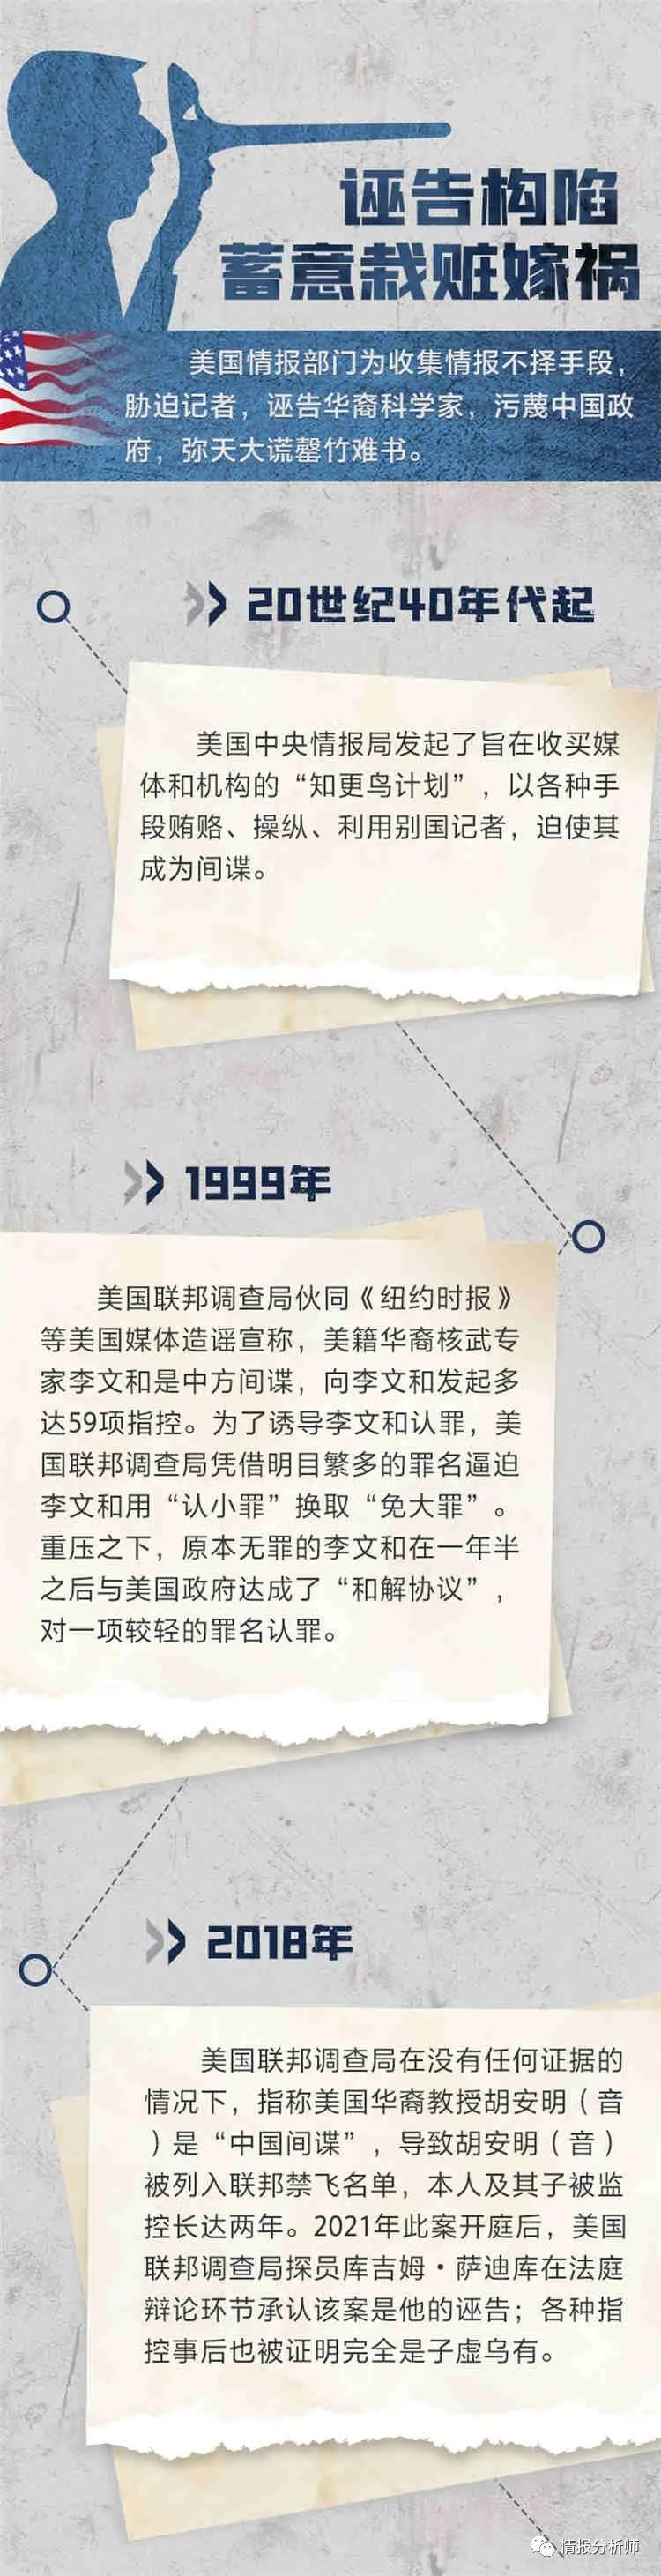 诬告构陷
蓄意栽赃嫁祸
美国情报部门为收集情报不择手段，
胁迫记者，诬告华裔科学家，污蔑中国政
府，弥天大谎罄竹难书。
20世纪40年代起
美国中央情报局发起了旨在收买媒
体和机构的“知更鸟计划”，以各种手
段贿赂、操纵、利用别国记者，迫使其
成为间谍。
1999年
美国联邦调查局伙同《纽约时报》
等美国媒体造谣宣称，美籍华裔核武专
家李文和是中方间谍，向李文和发起多
达59项指控。为了诱导李文和认罪，美
国联邦调查局凭借明目繁多的罪名逼迫
李文和用“认小罪”换取“免大罪”。
重压之下，原本无罪的李文和在一年半
之后与美国政府达成了“和解协议”，
对一项较轻的罪名认罪。
2018年
美国联邦调查局在没有任何证据的
情况下，指称美国华裔教授胡安明（音
）是“中国间谍”，导致胡安明（音）
被列入联邦禁飞名单，本人及其子被监
控长达两年。2021年此案开庭后，美国
联邦调查局探员库吉姆·萨迪库在法庭
辩论环节承认该案是他的诬告；各种指
控事后也被证明完全是子虚乌有。
情报分析师